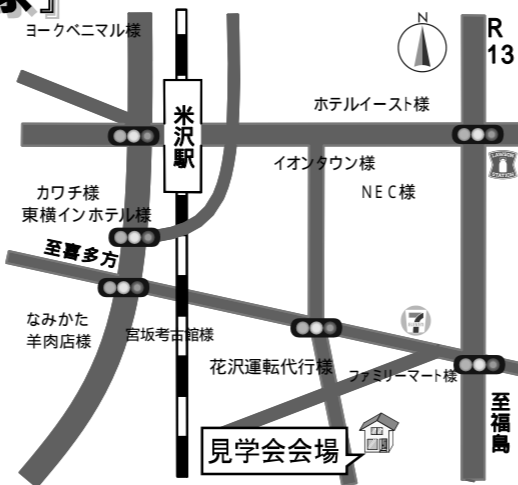 家』
ヨークベニマル様
N
R
13
米沢駅
ホテルイースト様
LAWSON
STATION
イオンタウン様
NEC様
カワチ様
東横インホテル様
至喜多方
なみかた
羊肉店様
宮坂考古館様
7
花沢運転代行様
ファミリーマート様
至福島
見学会会場